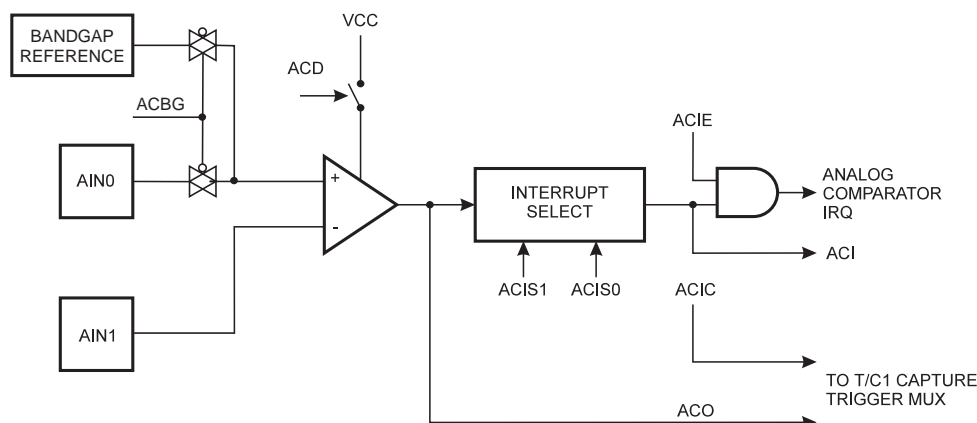 BANDGAP
REFERENCE
VCC
ACD
ACBG
ACIE
AIN0
+
-
INTERRUPT
SELECT
ANALOG
COMPARATOR
IRQ
ACI
ACIS1
ACIS0
ACIC
AIN1
TO T/C1 CAPTURE
TRIGGER MUX
ACO